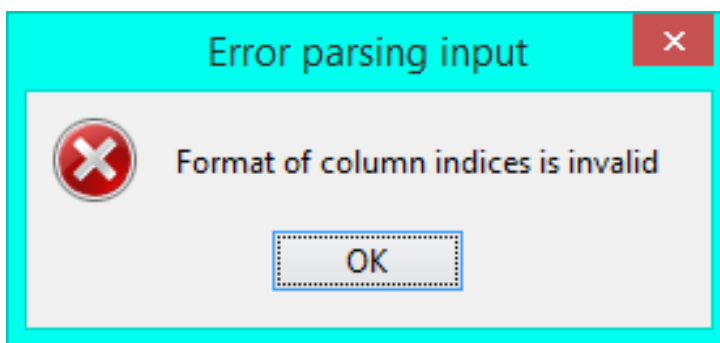 Error parsing input
Format of column indices is invalid
OK